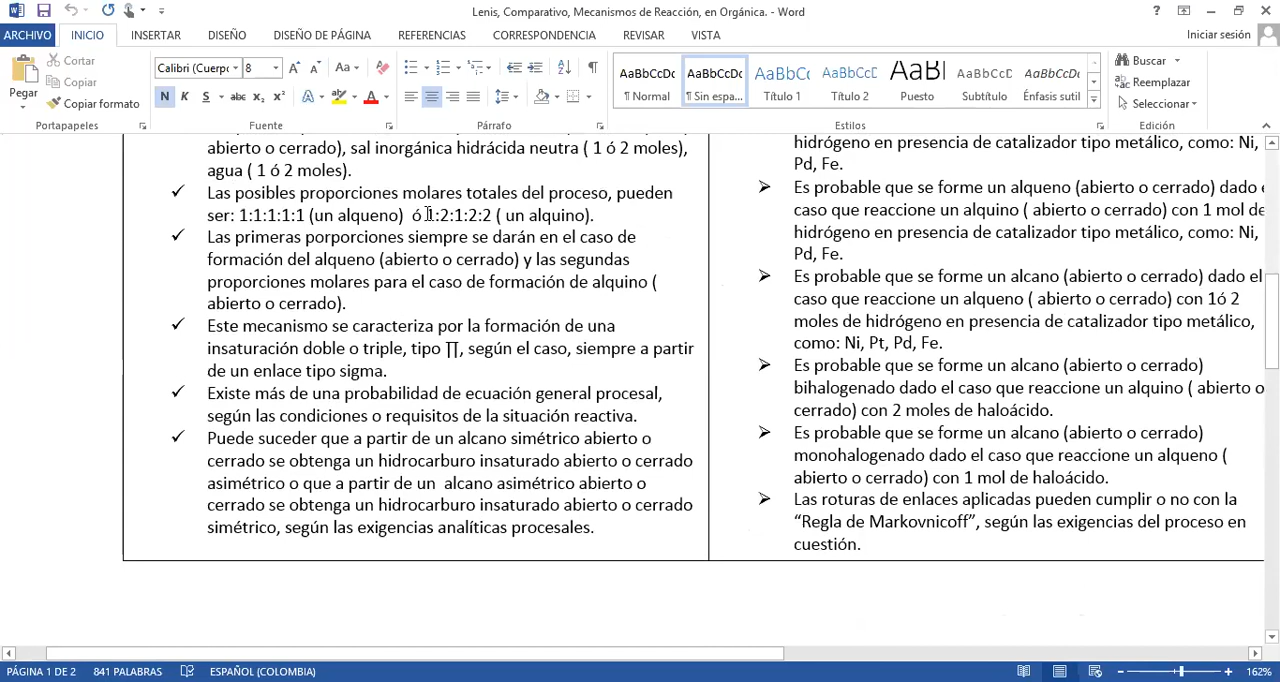 Lenis, Comparativo, Mecanismos de Reacción, en Orgánica. - Word
ARCHIVO INICIO INSERTAR DISEÑO DISEÑO DE PÁGINA REFERENCIAS CORRESPONDENCIA REVISAR VISTA Iniciar sesión
Pegar
Cortar
Copiar
Copiar formato
Portapapeles
Calibri (Cuerpo 8
N K S abc x₂ x²
Fuente
Párrafo
AaBbCcDc AaBbCcDc AaBbCc AaBbCcD AaBl AaBbCcD AaBbCcDc
¶ Normal ¶ Sin espa... Título 1 Título 2 Puesto Subtítulo Énfasis sutil
Estilos
Buscar
Reemplazar
Seleccionar
Edición
abierto o cerrado), sal inorgánica hidrácida neutra ( 1 ó 2 moles),
agua ( 1 ó 2 moles).
✓ Las posibles proporciones molares totales del proceso, pueden
ser: 1:1:1:1:1 (un alqueno) ó 1:2:1:2:2 ( un alquino).
✓ Las primeras porporciones siempre se darán en el caso de
formación del alqueno (abierto o cerrado) y las segundas
proporciones molares para el caso de formación de alquino (
abierto o cerrado).
✓ Este mecanismo se caracteriza por la formación de una
insaturación doble o triple, tipo ∏, según el caso, siempre a partir
de un enlace tipo sigma.
✓ Existe más de una probabilidad de ecuación general procesal,
según las condiciones o requisitos de la situación reactiva.
✓ Puede suceder que a partir de un alcano simétrico abierto o
cerrado se obtenga un hidrocarburo insaturado abierto o cerrado
asimétrico o que a partir de un alcano asimétrico abierto o
cerrado se obtenga un hidrocarburo insaturado abierto o cerrado
simétrico, según las exigencias analíticas procesales.
hidrógeno en presencia de catalizador tipo metálico, como: Ni,
Pd, Fe.
➢ Es probable que se forme un alqueno (abierto o cerrado) dado e
caso que reaccione un alquino ( abierto o cerrado) con 1 mol de
hidrógeno en presencia de catalizador tipo metálico, como: Ni,
Pd, Fe.
➢ Es probable que se forme un alcano (abierto o cerrado) dado el
caso que reaccione un alqueno ( abierto o cerrado) con 1ó 2
moles de hidrógeno en presencia de catalizador tipo metálico,
como: Ni, Pt, Pd, Fe.
➢ Es probable que se forme un alcano (abierto o cerrado)
bihalogenado dado el caso que reaccione un alquino ( abierto o
cerrado) con 2 moles de haloácido.
➢ Es probable que se forme un alcano (abierto o cerrado)
monohalogenado dado el caso que reaccione un alqueno (
abierto o cerrado) con 1 mol de haloácido.
➢ Las roturas de enlaces aplicadas pueden cumplir o no con la
“Regla de Markovnicoff”, según las exigencias del proceso en
cuestión.
PÁGINA 1 DE 2 841 PALABRAS ESPAÑOL (COLOMBIA) 162%